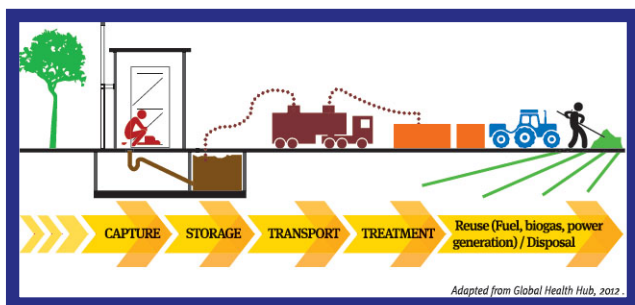 CAPTURE
STORAGE
TRANSPORT
TREATMENT
Reuse (Fuel, biogas, power
generation) / Disposal
Adapted from Global Health Hub, 2012 .